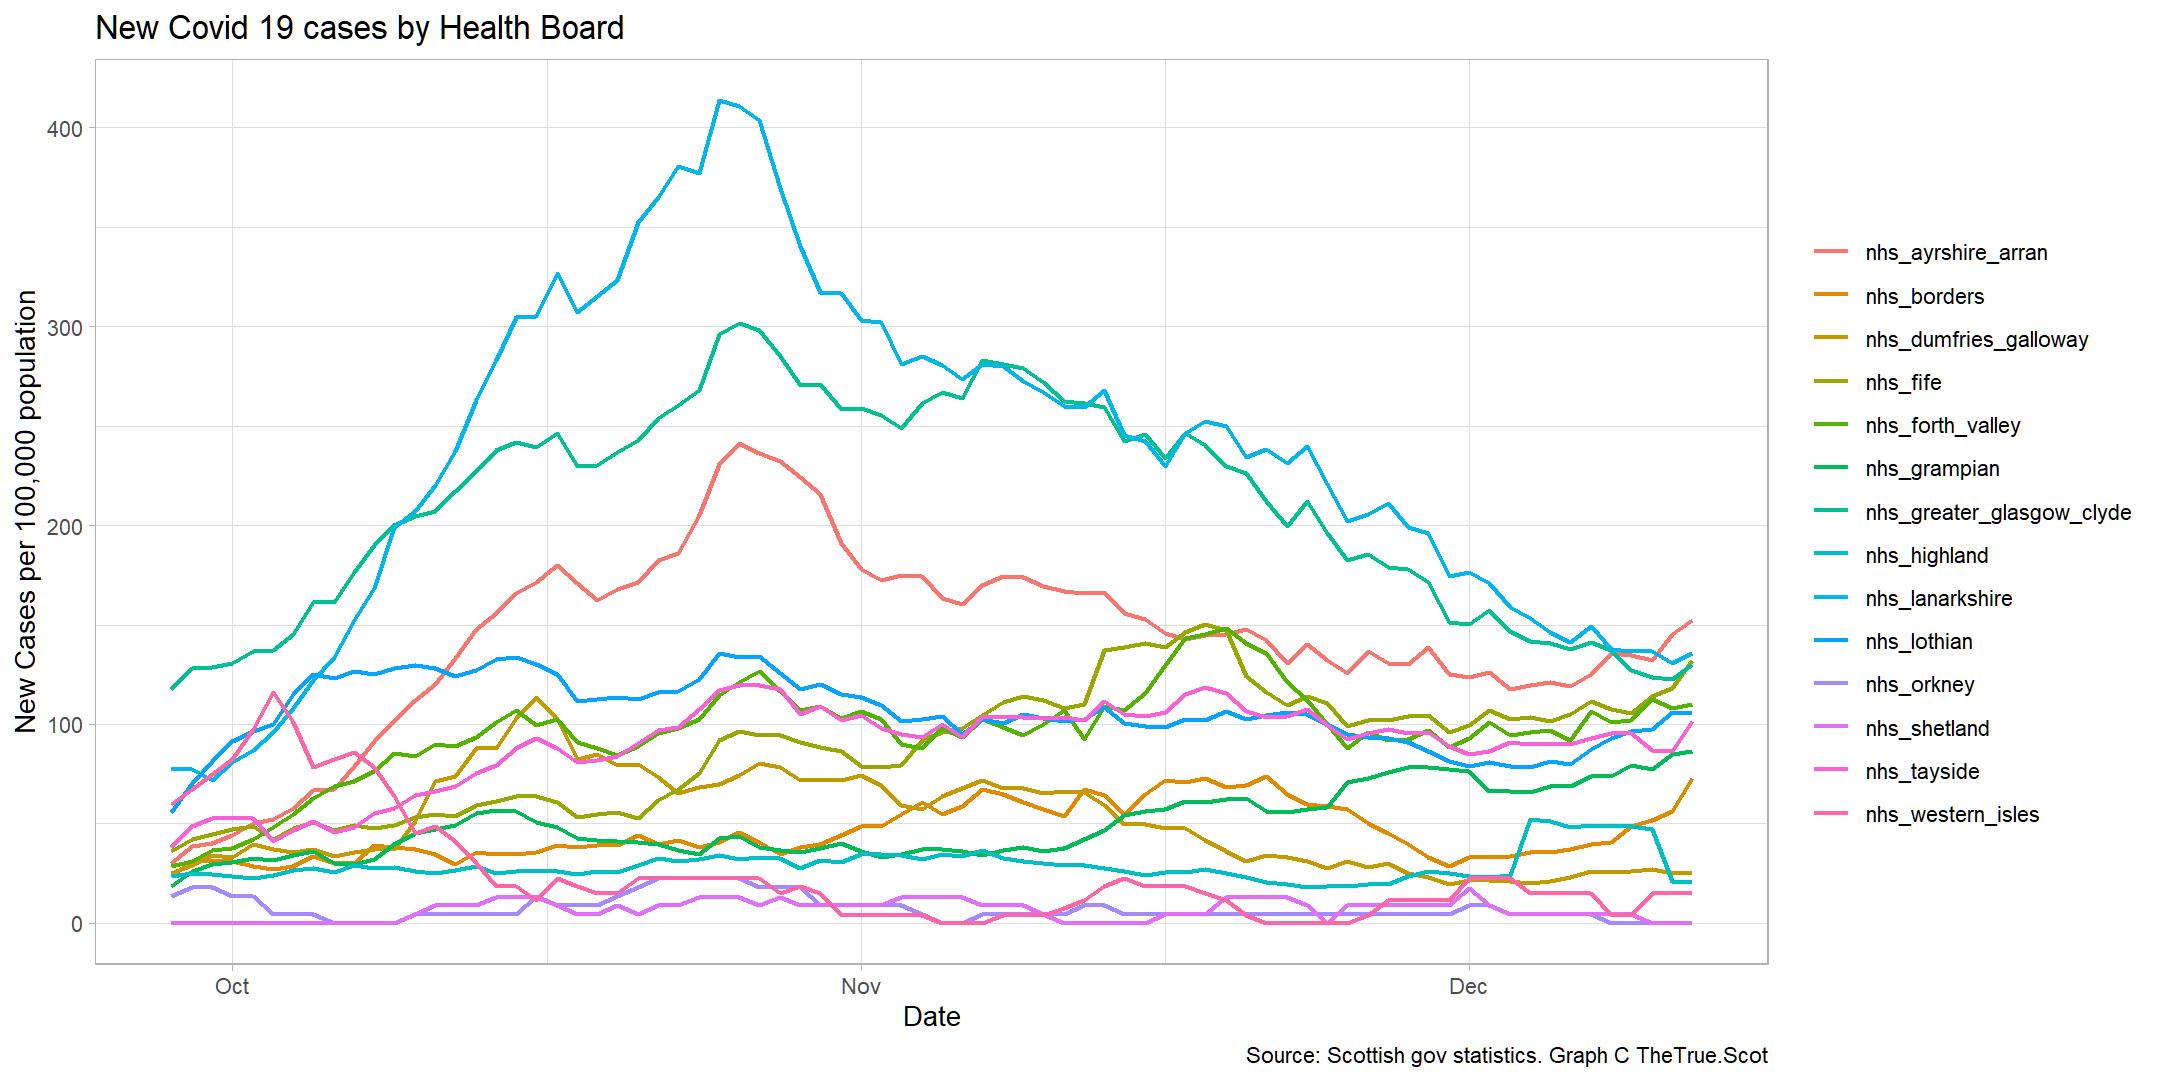 New Covid 19 cases by Health Board
New Cases per 100,000 population
400
300
200
100
0
Oct
Nov
Dec
Date
nhs_ayrshire_arran
nhs_borders
nhs_dumfries_galloway
nhs_fife
nhs_forth_valley
nhs_grampian
nhs_greater_glasgow_clyde
nhs_highland
nhs_lanarkshire
nhs_lothian
nhs_orkney
nhs_shetland
nhs_tayside
nhs_western_isles
Source: Scottish gov statistics. Graph C TheTrue.Scot